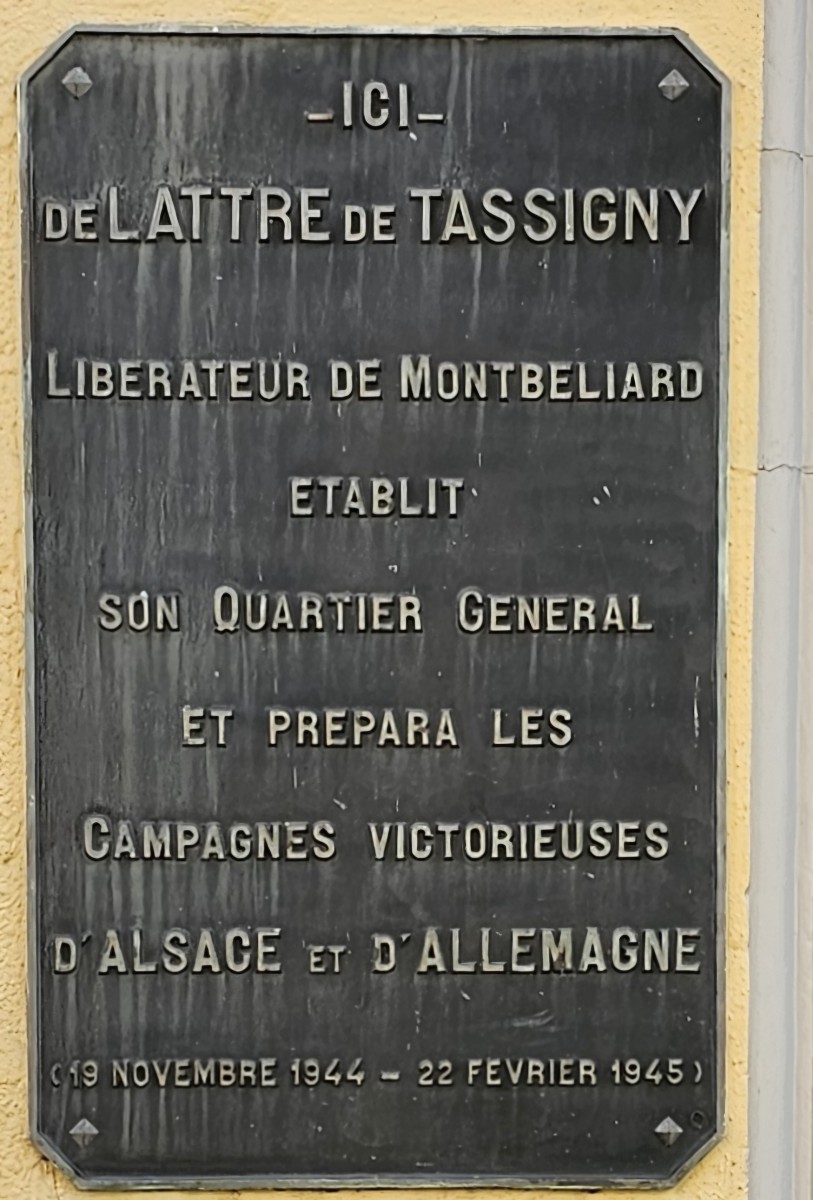 -ICI-
DE LATTRE DE TASSIGNY
LIBERATEUR DE MONTBELIARD
ETABLIT
SON QUARTIER GENERAL
ET PREPARA LES
CAMPAGNES VICTORIEUSES
D'ALSACE ET D'ALLEMAGNE
(19 NOVEMBRE 1944 - 22 FEVRIER 1945)